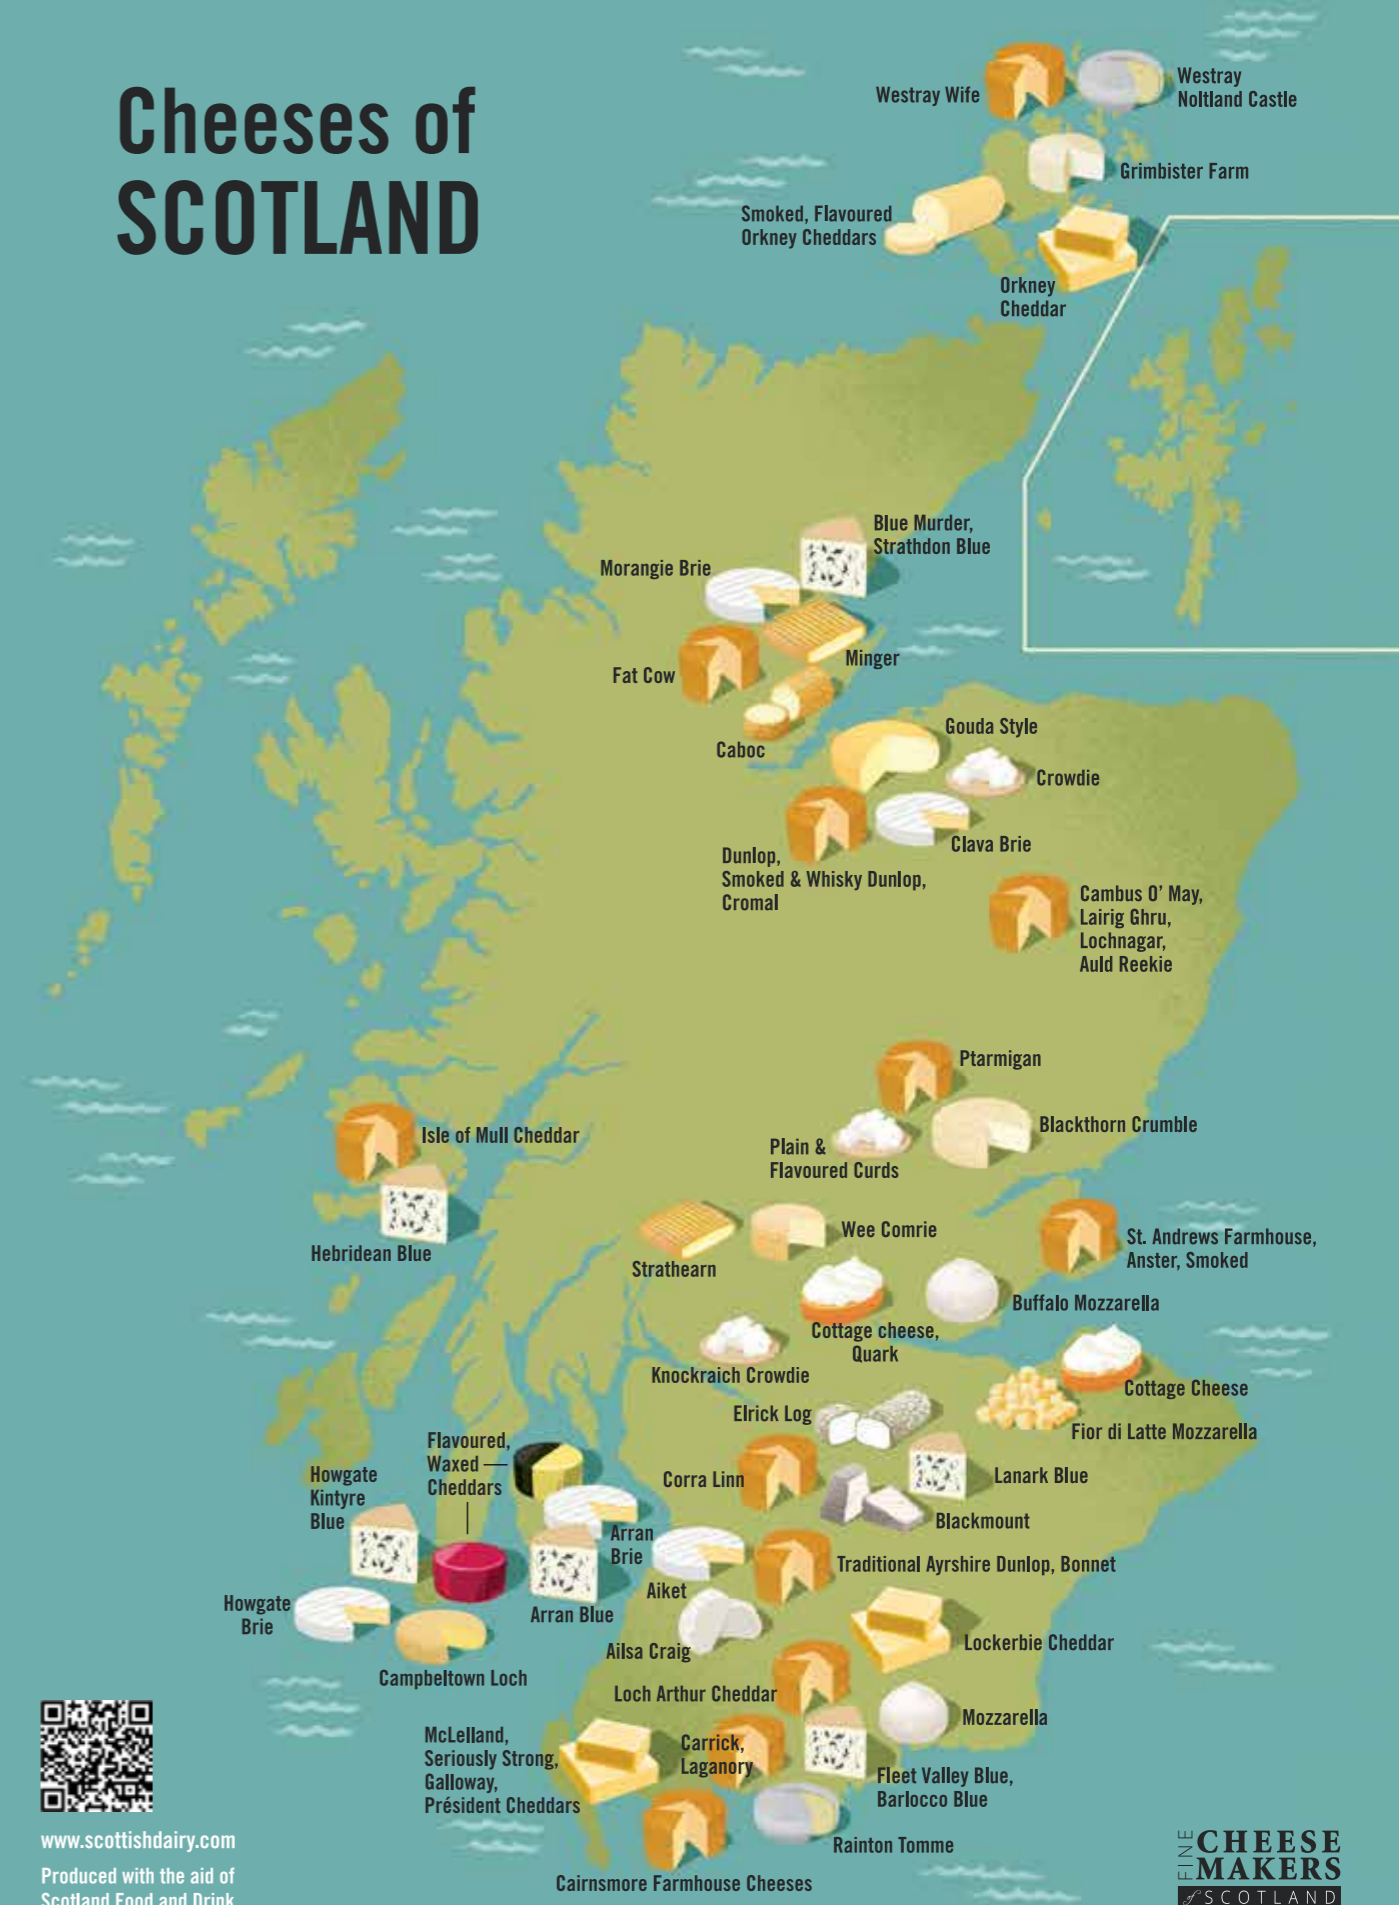 Cheeses of
SCOTLAND
Westray Wife
Westray
Noltland Castle
Grimbister Farm
Smoked, Flavoured
Orkney Cheddars
Orkney
Cheddar
Blue Murder,
Strathdon Blue
Morangie Brie
Minger
Fat Cow
Caboc
Gouda Style
Crowdie
Clava Brie
Dunlop,
Smoked & Whisky Dunlop,
Cromal
Cambus O' May,
Lairig Ghru,
Lochnagar,
Auld Reekie
Ptarmigan
Blackthorn Crumble
Plain &
Flavoured Curds
Isle of Mull Cheddar
Hebridean Blue
Wee Comrie
Strathearn
St. Andrews Farmhouse,
Anster, Smoked
Buffalo Mozzarella
Cottage cheese,
Quark
Knockraich Crowdie
Cottage Cheese
Elrick Log
Fior di Latte Mozzarella
Flavoured,
Waxed
Cheddars
Corra Linn
Lanark Blue
Howgate
Kintyre
Blue
Blackmount
Arran
Brie
Traditional Ayrshire Dunlop, Bonnet
Aiket
Howgate
Brie
Arran Blue
Ailsa Craig
Lockerbie Cheddar
Campbeltown Loch
Loch Arthur Cheddar
Mozzarella
McLelland,
Seriously Strong,
Galloway,
Président Cheddars
Carrick,
Laganory
Fleet Valley Blue,
Barlocco Blue
Rainton Tomme
Cairnsmore Farmhouse Cheeses
www.scottishdairy.com
Produced with the aid of
Scotland Food and Drink
FINE
CHEESE
MAKERS
of SCOTLAND